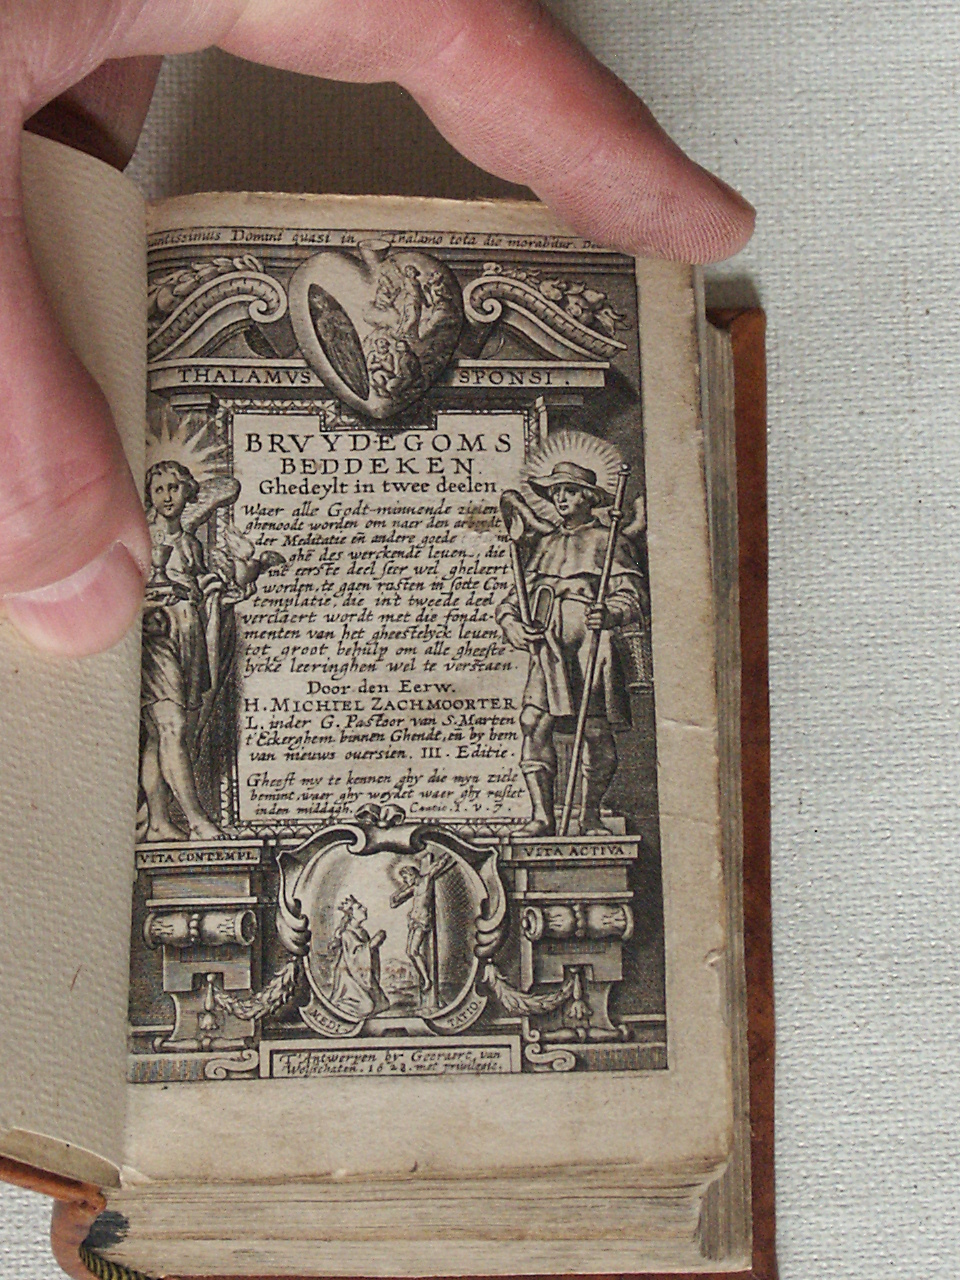 Domini quasi in Thalamo tota die morabitur.
THALAMVS SPONSI.
BRVYDEGOMS
BEDDEKEN.
Ghedeylt in twee deelen
Waer alle Godt-minnende zielen
ghenoodt worden om naer den arbeydt
der Meditatie en̄ andere goede
ghē des werckende leuen, die
int eerste deel seer wel gheleert
worden, te gaen rusten in soete Con
templatie, die int tweede deel
verclaert wordt met die fonda-
menten van het gheestelyck leuen,
tot groot behulp om alle gheeste
lycke leeringhen wel te verstaen.
Door den Eerw.
H. MICHIEL ZACHMOORTER
L. inder G. Pastoor van S. Marten
t'Eckerghem binnen Ghendt, en̄ by hem
van nieuws ouersien. III. Editie.
Gheeft my te kennen ghy die myn ziele
bemint, waer ghy weydet waer ghy rustet
inden middagh. Cantic. 1. v. 7.
VITA CONTEMPL.
VITA ACTIVA
MEDITATIO
T'Antwerpen by Geeraert van
Wolsschaten. 1628. met privilegie.